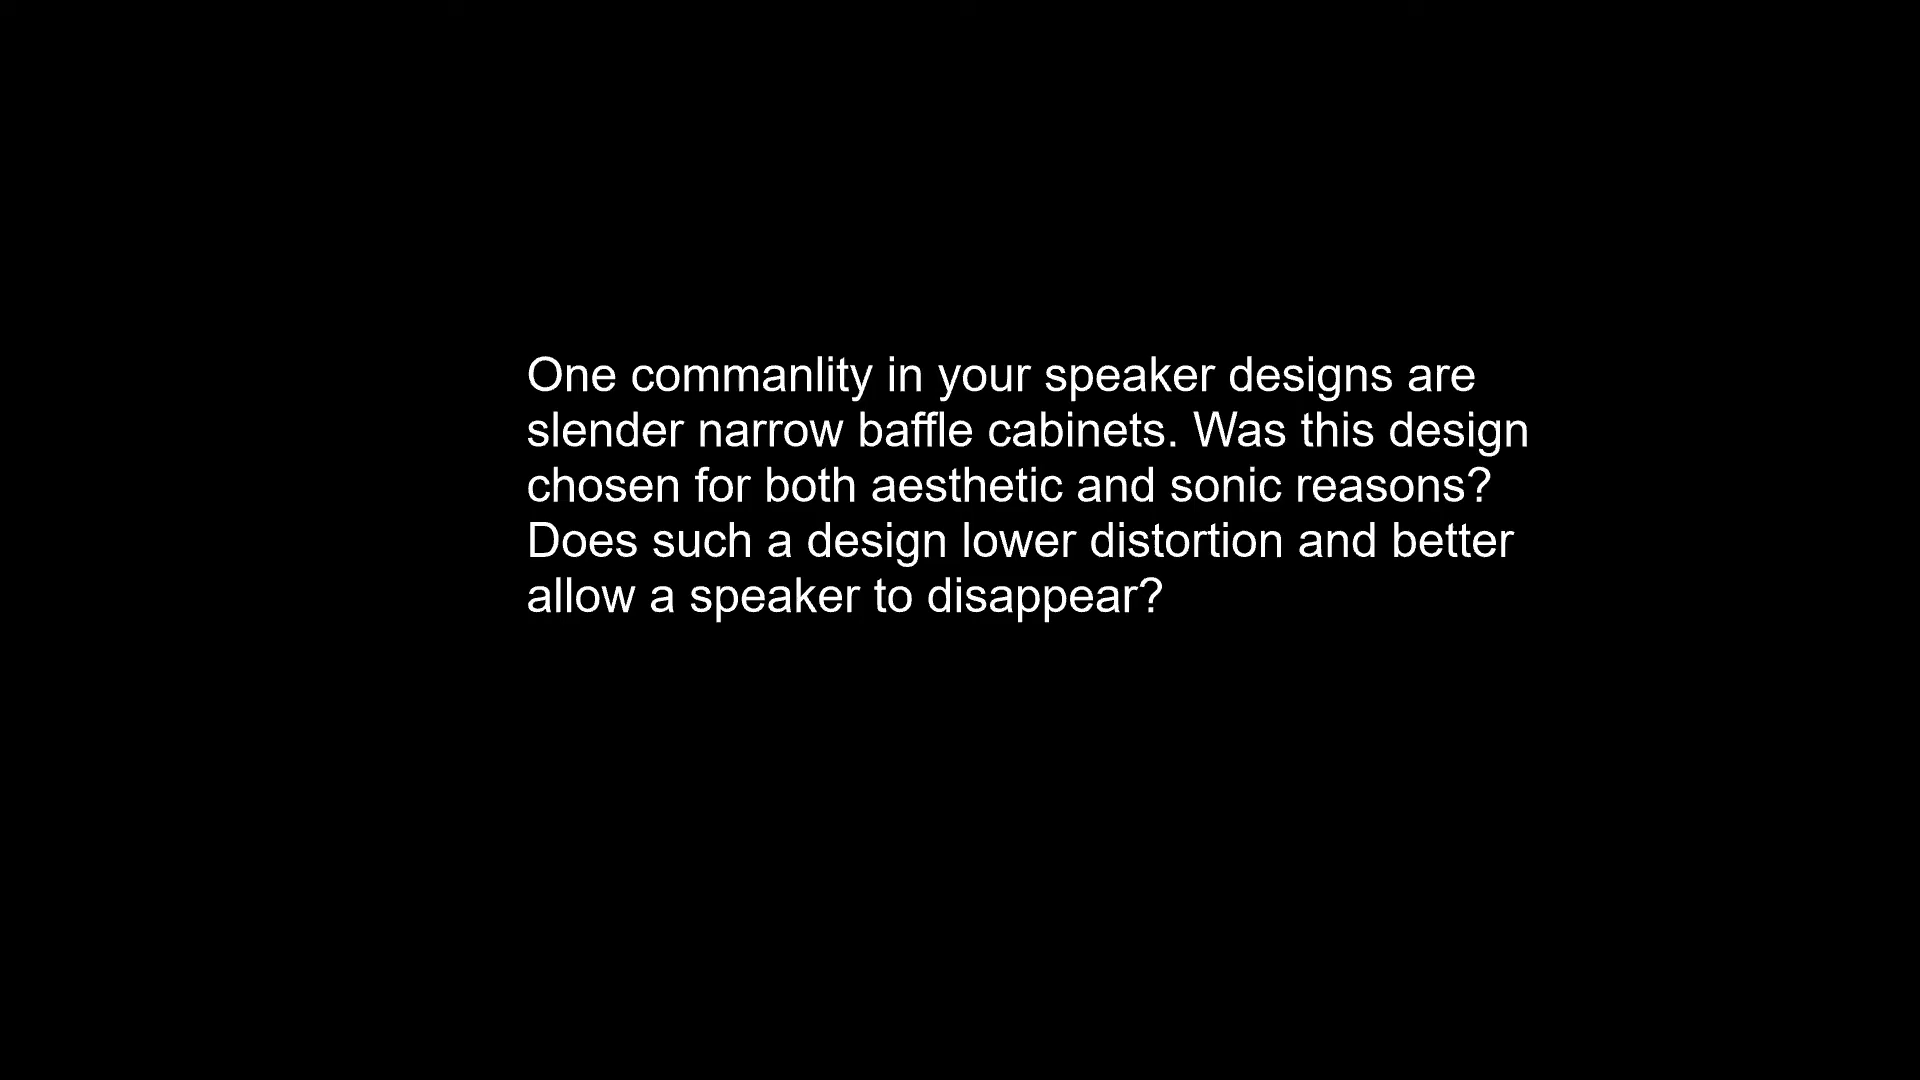 One commanlity in your speaker designs are
slender narrow baffle cabinets. Was this design
chosen for both aesthetic and sonic reasons?
Does such a design lower distortion and better
allow a speaker to disappear?